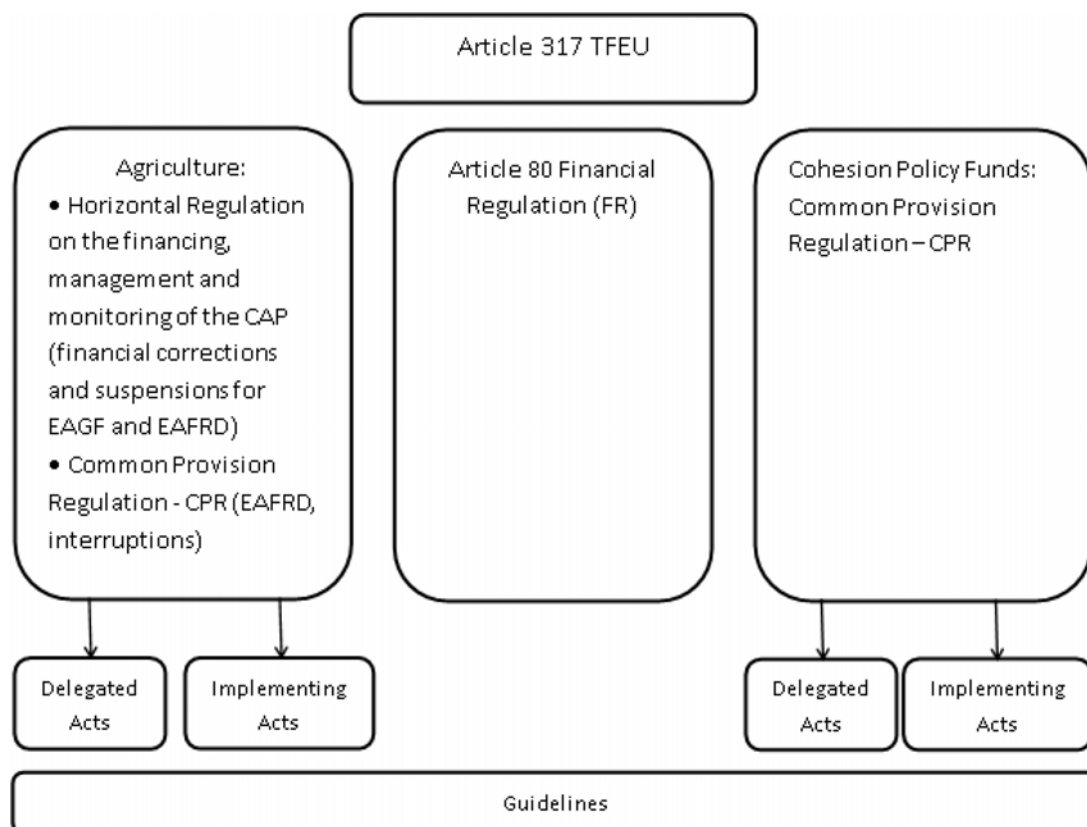 Article 317 TFEU
Agriculture:
• Horizontal Regulation
on the financing,
management and
monitoring of the CAP
(financial corrections
and suspensions for
EAGF and EAFRD)
• Common Provision
Regulation - CPR (EAFRD,
interruptions)
Article 80 Financial
Regulation (FR)
Cohesion Policy Funds:
Common Provision
Regulation – CPR
Delegated
Acts
Implementing
Acts
Delegated
Acts
Implementing
Acts
Guidelines